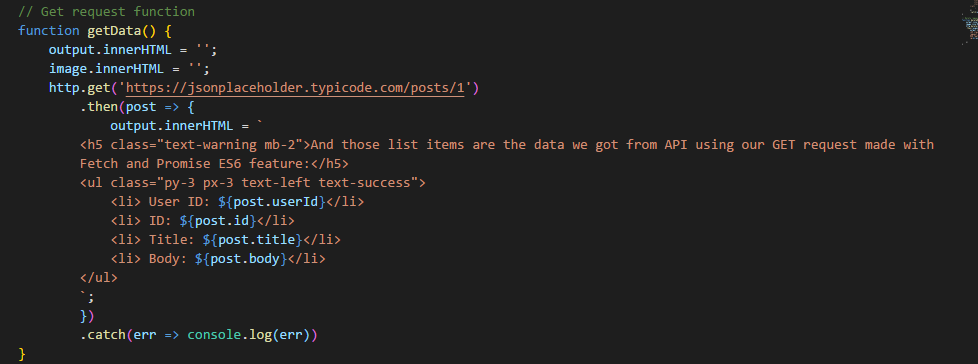 // Get request function
function getData() {
    output.innerHTML = '';
    image.innerHTML = '';
    http.get('https://jsonplaceholder.typicode.com/posts/1')
        .then(post => {
            output.innerHTML = `
        <h5 class="text-warning mb-2">And those list items are the data we got from API using our GET request made with
        Fetch and Promise ES6 feature:</h5>
        <ul class="py-3 px-3 text-left text-success">
            <li> User ID: ${post.userId}</li>
            <li> ID: ${post.id}</li>
            <li> Title: ${post.title}</li>
            <li> Body: ${post.body}</li>
        </ul>
        `;
        })
        .catch(err => console.log(err))
}